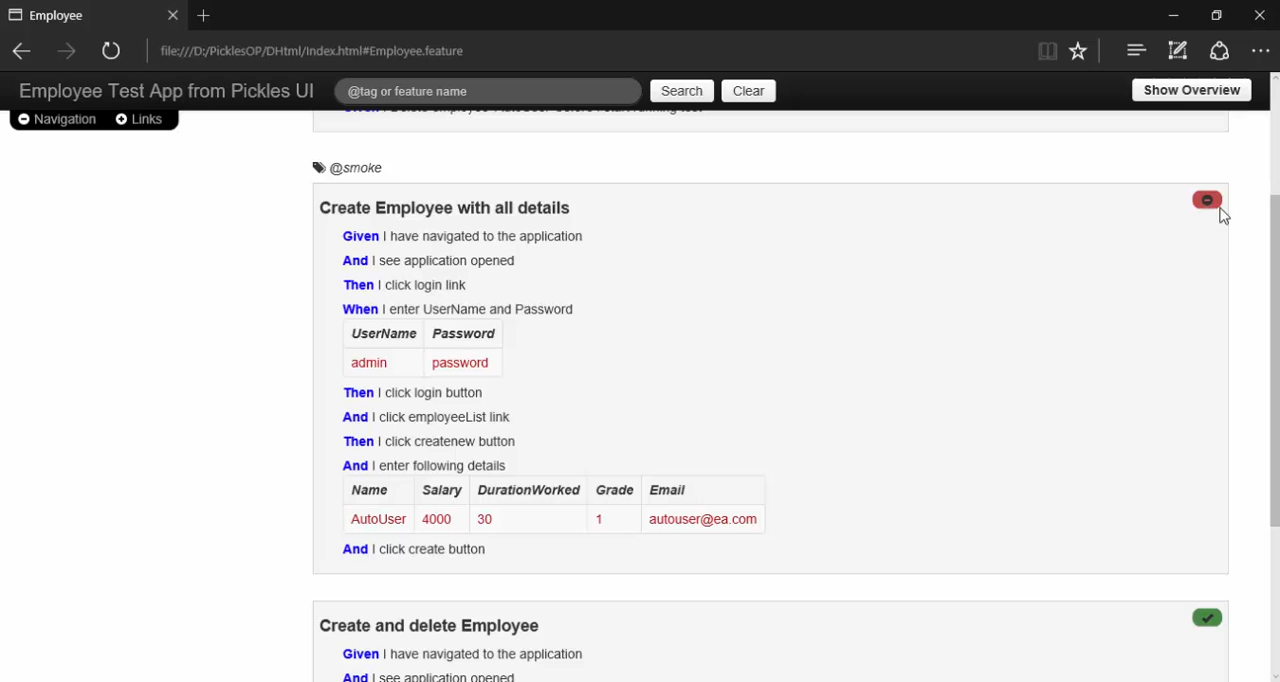 Employee
file:///D:/PicklesOP/DHtml/Index.html#Employee.feature
Employee Test App from Pickles UI
@tag or feature name
Search
Clear
Show Overview
Navigation
Links
@smoke
Create Employee with all details
Given I have navigated to the application
And I see application opened
Then I click login link
When I enter UserName and Password
UserName Password
admin password
Then I click login button
And I click employeeList link
Then I click createnew button
And I enter following details
Name Salary DurationWorked Grade Email
AutoUser 4000 30 1 autouser@ea.com
And I click create button
Create and delete Employee
Given I have navigated to the application
And I see application opened